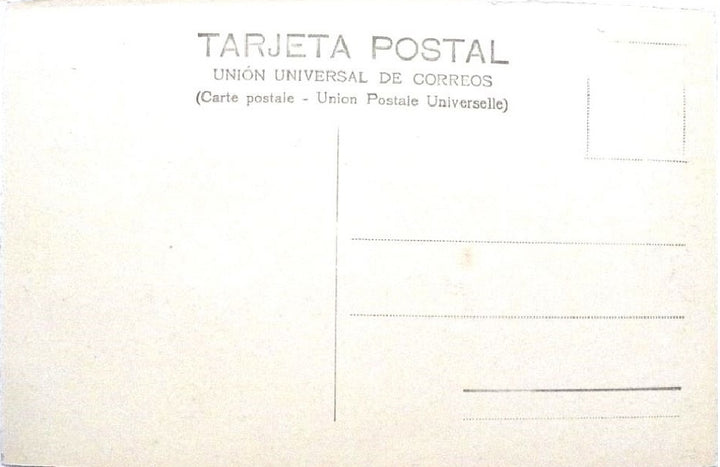 TARJETA POSTAL
UNIÓN UNIVERSAL DE CORREOS
(Carte postale - Union Postale Universelle)